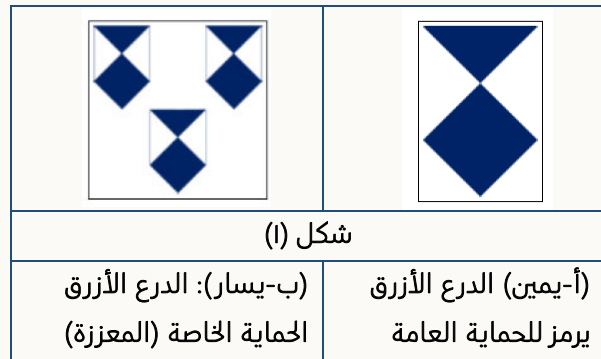 شكل (١)
(أ-يمين) الدرع الأزرق
يرمز للحماية العامة
(ب-يسار): الدرع الأزرق
الحماية الخاصة (المعززة)